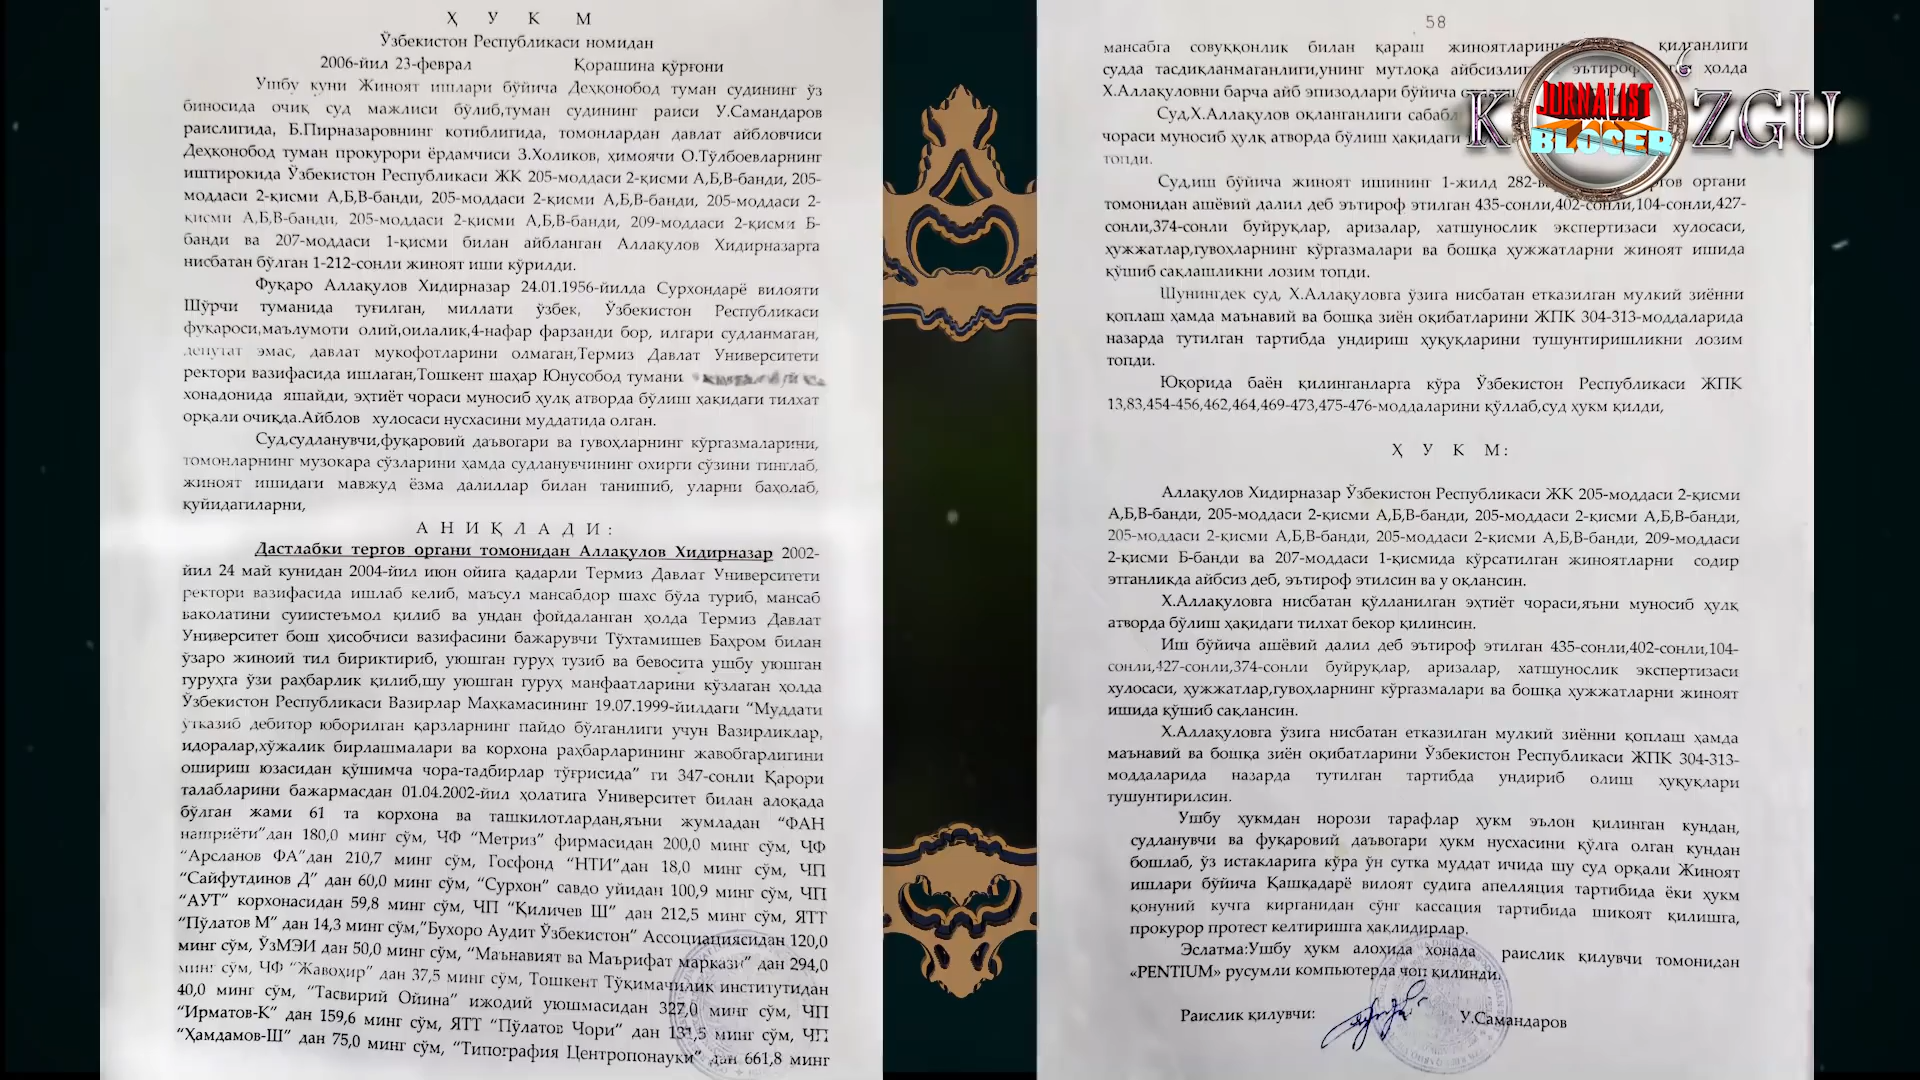 Ҳ У К М
Ўзбекистон Республикаси номидан
2006-йил 23-феврал Қорашина қўрғони
Ушбу куни Жиноят ишлари бўйича Деҳқонобод туман судининг ўз
биносида очиқ суд мажлиси бўлиб,туман судининг раиси У.Самандаров
раислигида, Б.Пирназаровнинг котиблигида, томонлардан давлат айбловчиси
Деҳқонобод туман прокурори ёрдамчиси З.Холиков, ҳимоячи О.Тўлбоевларнинг
иштирокида Ўзбекистон Республикаси ЖК 205-моддаси 2-қисми А,Б,В-банди, 205-
моддаси 2-қисми А,Б,В-банди, 205-моддаси 2-қисми А,Б,В-банди, 205-моддаси 2-
қисми А,Б,В-банди, 205-моддаси 2-қисми А,Б,В-банди, 209-моддаси 2-қисми Б-
банди ва 207-моддаси 1-қисми билан айбланган Аллақулов Хидирназарга
нисбатан бўлган 1-212-сонли жиноят иши кўрилди.
Фуқаро Аллақулов Хидирназар 24.01.1956-йилда Сурхондарё вилояти
Шўрчи туманида туғилган, миллати ўзбек, Ўзбекистон Республикаси
фуқароси,маълумоти олий,оилалик,4-нафар фарзанди бор, илгари судланмаган,
депутат эмас, давлат мукофотларини олмаган,Термиз Давлат Университети
ректори вазифасида ишлаган,Тошкент шаҳар Юнусобод тумани
хонадонида яшайди, эҳтиёт чораси муносиб ҳулқ атворда бўлиш ҳақидаги тилхат
орқали очиқда.Айблов хулосаси нусхасини муддатида олган.
Суд,судланувчи,фуқаровий даъвогари ва гувоҳларнинг кўргазмаларини,
томонларнинг музокара сўзларини ҳамда судланувчининг охирги сўзини тинглаб,
жиноят ишидаги мавжуд ёзма далиллар билан танишиб, уларни баҳолаб,
қуйидагиларни,
А Н И Қ Л А Д И :
Дастлабки тергов органи томонидан Аллақулов Хидирназар 2002-
йил 24 май кунидан 2004-йил июн ойига қадарли Термиз Давлат Университети
ректори вазифасида ишлаб келиб, маъсул мансабдор шахс бўла туриб, мансаб
ваколатини суиистеъмол қилиб ва ундан фойдаланган ҳолда Термиз Давлат
Университет бош ҳисобчиси вазифасини бажарувчи Тўхтамишев Баҳром билан
ўзаро жиноий тил бириктириб, уюшган гуруҳ тузиб ва бевосита ушбу уюшган
гуруҳга ўзи раҳбарлик қилиб,шу уюшган гуруҳ манфаатларини кўзлаган ҳолда
Ўзбекистон Республикаси Вазирлар Маҳкамасининг 19.07.1999-йилдаги "Муддати
ўтказиб дебитор юборилган қарзларнинг пайдо бўлганлиги учун Вазирликлар,
идоралар,хўжалик бирлашмалари ва корхона раҳбарларининг жавобгарлигини
ошириш юзасидан қўшимча чора-тадбирлар тўғрисида" ги 347-сонли Қарори
талабларини бажармасдан 01.04.2002-йил ҳолатига Университет билан алоқада
бўлган жами 61 та корхона ва ташкилотлардан,яъни жумладан "ФАН
нашриёти"дан 180,0 минг сўм, ЧФ "Метриз" фирмасидан 200,0 минг сўм, ЧФ
"Арсланов ФА"дан 210,7 минг сўм, Госфонд "НТИ"дан 18,0 минг сўм, ЧП
"Сайфутдинов Д" дан 60,0 минг сўм, "Сурхон" савдо уйидан 100,9 минг сўм, ЧП
"АУТ" корхонасидан 59,8 минг сўм, ЧП "Қиличев Ш" дан 212,5 минг сўм, ЯТТ
"Пўлатов М" дан 14,3 минг сўм,"Бухоро Аудит Ўзбекистон" Ассоциациясидан 120,0
минг сўм, ЎзМЭИ дан 50,0 минг сўм, "Маънавият ва Маърифат маркази" дан 294,0
минг сўм, ЧФ "Жавоҳир" дан 37,5 минг сўм, Тошкент Тўқимачилик институтидан
40,0 минг сўм, "Тасвирий Ойина" ижодий уюшмасидан 327,0 минг сўм, ЧП
"Ирматов-К" дан 159,6 минг сўм, ЯТТ "Пўлатов Чори" дан 131,5 минг сўм, ЧП
"Ҳамдамов-Ш" дан 75,0 минг сўм, "Типография Центропонауки" дан 661,8 минг
58
мансабга совуққонлик билан қараш жиноятларини қилганлиги
судда тасдиқланмаганлиги,унинг мутлоқа айбсизлиги эътироф ҳолда
Х.Аллақуловни барча айб эпизодлари бўйича
Суд,Х.Аллақулов оқланганлиги
чораси муносиб ҳулқ атворда бўлиш ҳақидаги
топди.
Суд,иш бўйича жиноят ишининг 1-жилд органи
томонидан ашёвий далил деб эътироф этилган 435-сонли,402-сонли,104-сонли,427-
сонли,374-сонли буйруқлар, аризалар, хатшунослик экспертизаси хулосаси,
ҳужжатлар,гувоҳларнинг кўргазмалари ва бошқа ҳужжатларни жиноят ишида
қўшиб сақлашликни лозим топди.
Шунингдек суд, Х.Аллақуловга ўзига нисбатан етказилган мулкий зиённи
қоплаш ҳамда маънавий ва бошқа зиён оқибатларини ЖПК 304-313-моддаларида
назарда тутилган тартибда ундириш ҳуқуқларини тушунтиришликни лозим
топди.
Юқорида баён қилинганларга кўра Ўзбекистон Республикаси ЖПК
13,83,454-456,462,464,469-473,475-476-моддаларини қўллаб,суд ҳукм қилди,
Ҳ У К М:
Аллақулов Хидирназар Ўзбекистон Республикаси ЖК 205-моддаси 2-қисми
А,Б,В-банди, 205-моддаси 2-қисми А,Б,В-банди, 205-моддаси 2-қисми А,Б,В-банди,
205-моддаси 2-қисми А,Б,В-банди, 205-моддаси 2-қисми А,Б,В-банди, 209-моддаси
2-қисми Б-банди ва 207-моддаси 1-қисмида кўрсатилган жиноятларни содир
этганликда айбсиз деб, эътироф этилсин ва у оқлансин.
Х.Аллақуловга нисбатан қўлланилган эҳтиёт чораси,яъни муносиб ҳулқ
атворда бўлиш ҳақидаги тилхат бекор қилинсин.
Иш бўйича ашёвий далил деб эътироф этилган 435-сонли,402-сонли,104-
сонли,427-сонли,374-сонли буйруқлар, аризалар, хатшунослик экспертизаси
хулосаси, ҳужжатлар,гувоҳларнинг кўргазмалари ва бошқа ҳужжатларни жиноят
ишида қўшиб сақлансин.
Х.Аллақуловга ўзига нисбатан етказилган мулкий зиённи қоплаш ҳамда
маънавий ва бошқа зиён оқибатларини Ўзбекистон Республикаси ЖПК 304-313-
моддаларида назарда тутилган тартибда ундириб олиш ҳуқуқлари
тушунтирилсин.
Ушбу ҳукмдан норози тарафлар ҳукм эълон қилинган кундан,
судланувчи ва фуқаровий даъвогари ҳукм нусхасини қўлга олган кундан
бошлаб, ўз истакларига кўра ўн сутка муддат ичида шу суд орқали Жиноят
ишлари бўйича Қашқадарё вилоят судига апелляция тартибида ёки ҳукм
қонуний кучга кирганидан сўнг кассация тартибида шикоят қилишга,
прокурор протест келтиришга ҳақлидирлар.
Эслатма:Ушбу ҳукм алоҳида хонада раислик қилувчи томонидан
«PENTIUM» русумли компьютерда чоп қилинди.
Раислик қилувчи: У.Самандаров
KO'ZGU
JURNALIST
BLOGER